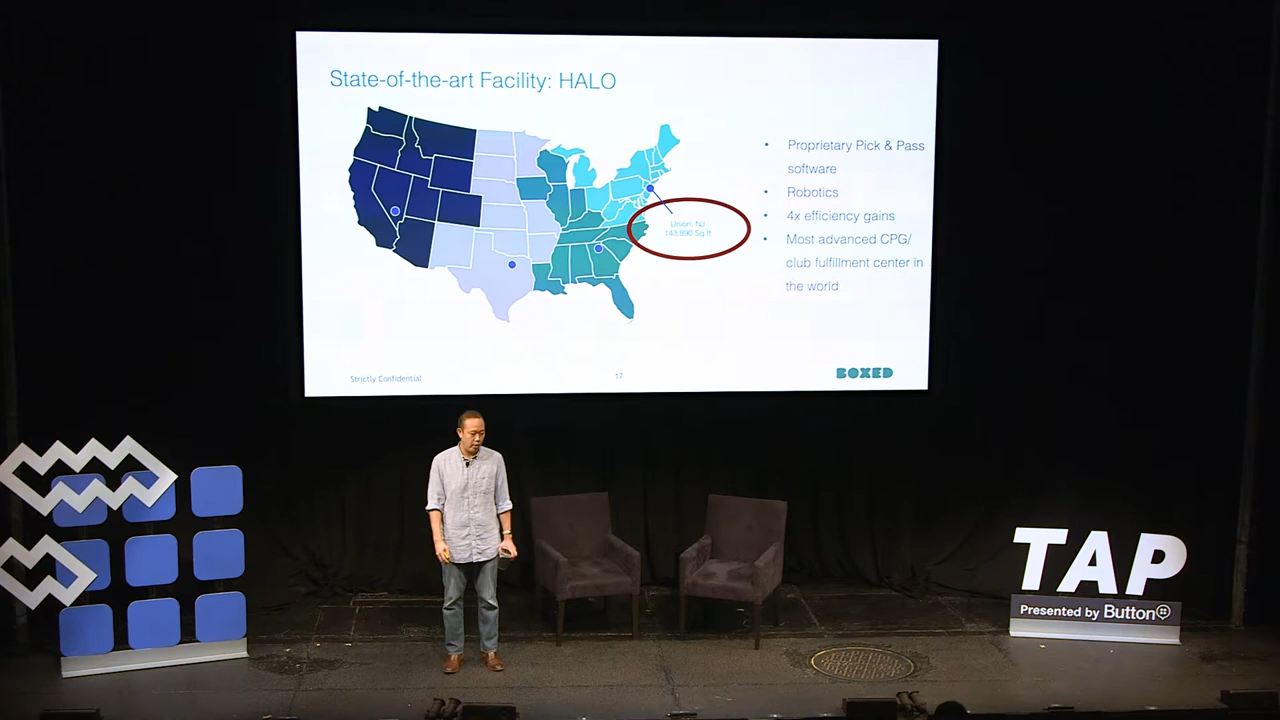 State-of-the-art Facility: HALO
Union, NJ
143,890 Sq ft
• Proprietary Pick & Pass
software
• Robotics
• 4x efficiency gains
• Most advanced CPG/
club fulfillment center in
the world
Strictly Confidential
17
BOXED
TAP
Presented by Button